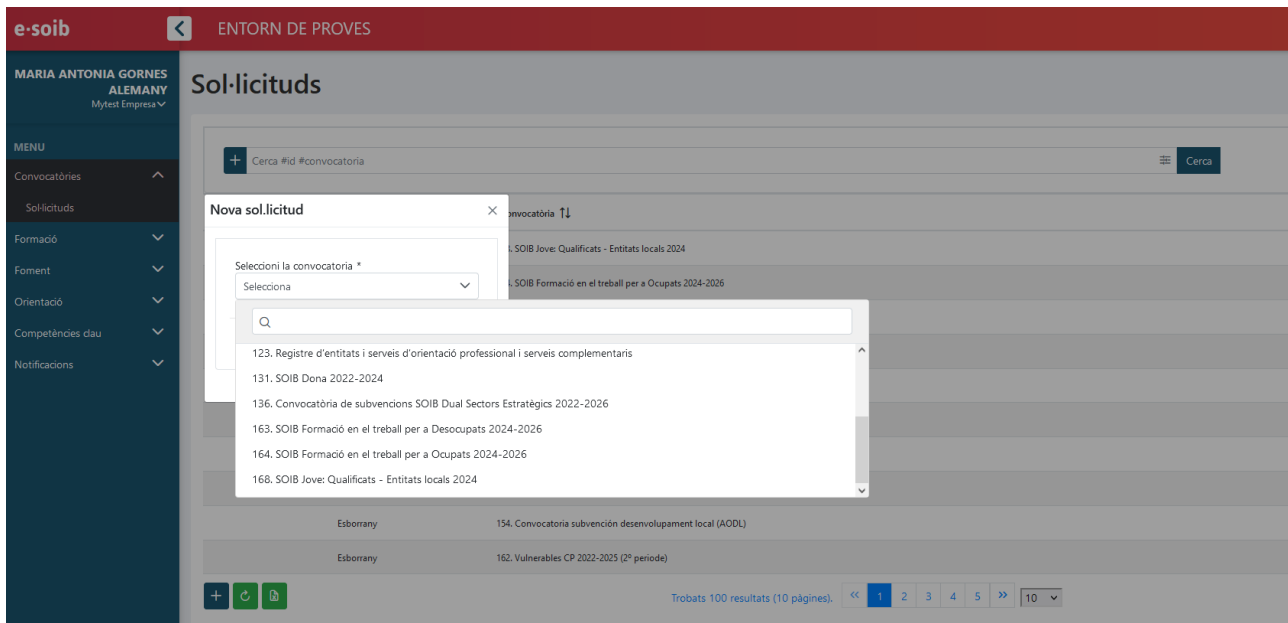 e·soib
ENTORN DE PROVES
MARIA ANTONIA GORNES
ALEMANY
Mytest Empresa
MENU
Convocatòries
Sol·licituds
Formació
Foment
Orientació
Competències clau
Notificacions
Sol·licituds
Cerca #id #convocatoria
Cerca
Nova sol.licitud
onvocatòria
Seleccioni la convocatoria *
Selecciona
. SOIB Jove: Qualificats - Entitats locals 2024
. SOIB Formació en el treball per a Ocupats 2024-2026
123. Registre d'entitats i serveis d'orientació professional i serveis complementaris
131. SOIB Dona 2022-2024
136. Convocatòria de subvencions SOIB Dual Sectors Estratègics 2022-2026
163. SOIB Formació en el treball per a Desocupats 2024-2026
164. SOIB Formació en el treball per a Ocupats 2024-2026
168. SOIB Jove: Qualificats - Entitats locals 2024
Esborrany 154. Convocatoria subvención desenvolupament local (AODL)
Esborrany 162. Vulnerables CP 2022-2025 (2º periode)
Trobats 100 resultats (10 pàgines). « 1 2 3 4 5 » 10